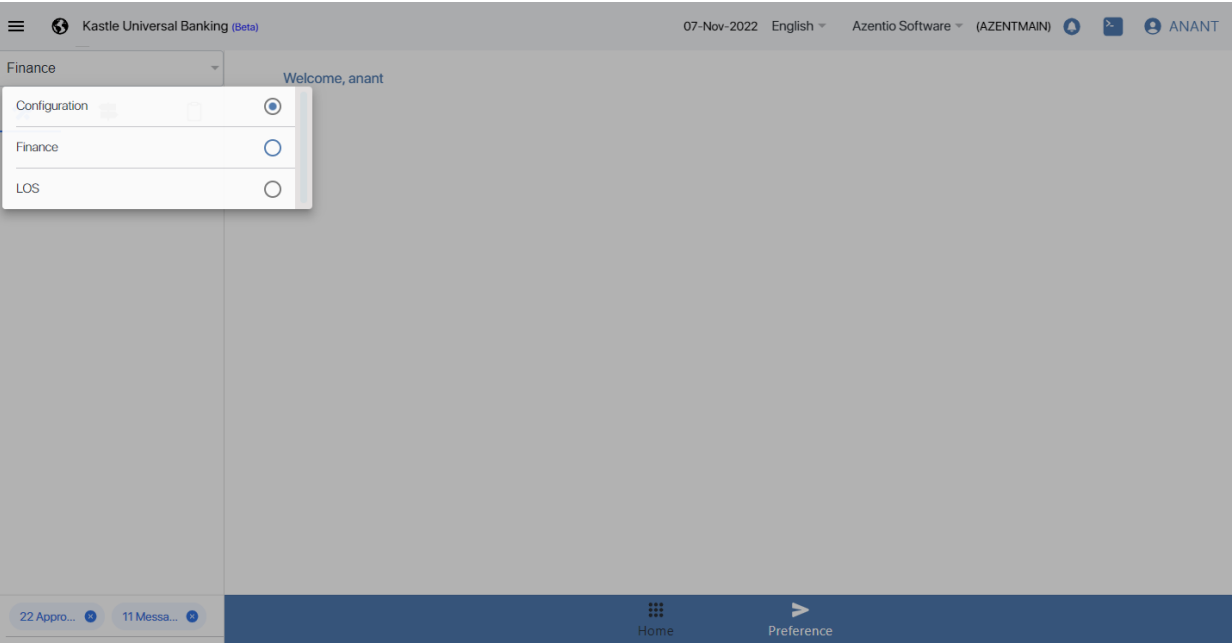 Kastle Universal Banking (Beta) 07-Nov-2022 English Azentio Software (AZENTMAIN) ANANT
Finance
Welcome, anant
Configuration
Finance
LOS
22 Appro... 11 Messa...
Home Preference